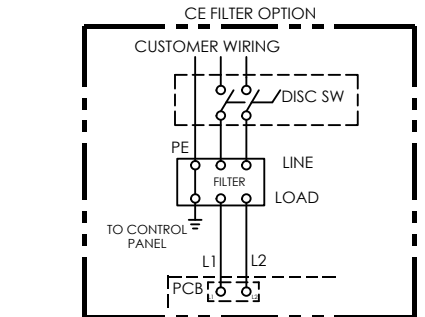 CE FILTER OPTION
CUSTOMER WIRING
DISC SW
PE
LINE
FILTER
LOAD
TO CONTROL
PANEL
L1
L2
PCB